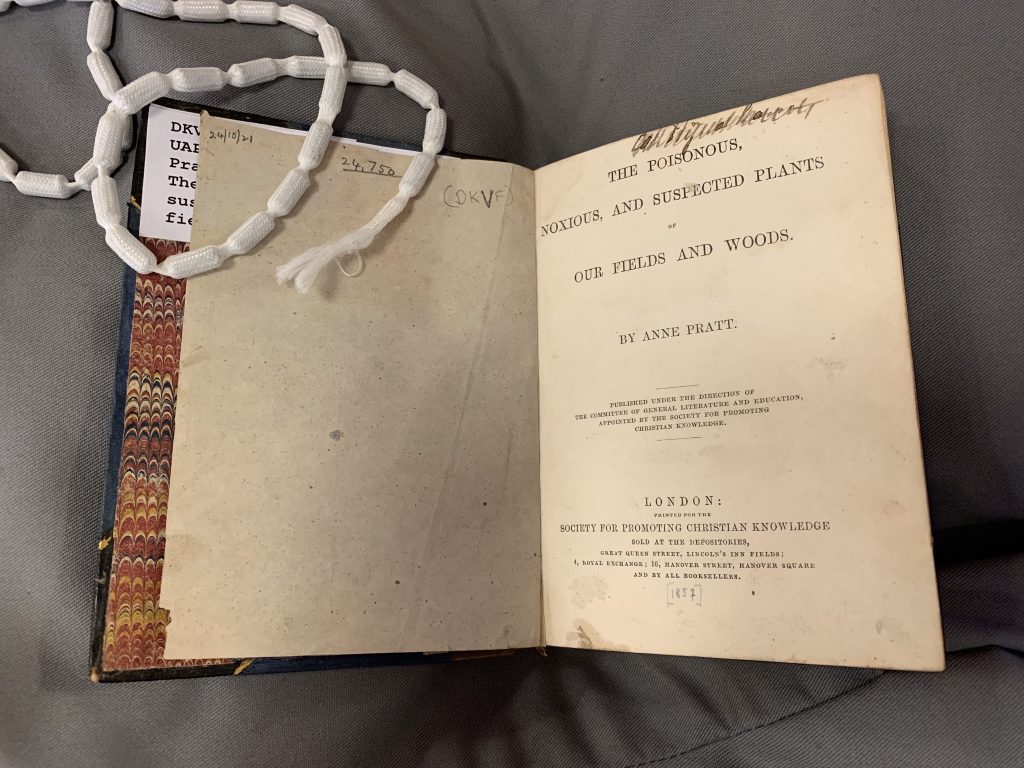 DKV
UAP
Pra
The
sus
fie
24/10/21
24,750
(DKVF)
THE POISONOUS,
NOXIOUS, AND SUSPECTED PLANTS
OF
OUR FIELDS AND WOODS.
BY ANNE PRATT.
PUBLISHED UNDER THE DIRECTION OF
THE COMMITTEE OF GENERAL LITERATURE AND EDUCATION,
APPOINTED BY THE SOCIETY FOR PROMOTING
CHRISTIAN KNOWLEDGE.
LONDON:
PRINTED FOR THE
SOCIETY FOR PROMOTING CHRISTIAN KNOWLEDGE
SOLD AT THE DEPOSITORIES,
GREAT QUEEN STREET, LINCOLN'S INN FIELDS;
4, ROYAL EXCHANGE; 16, HANOVER STREET, HANOVER SQUARE
AND BY ALL BOOKSELLERS.
[1857]